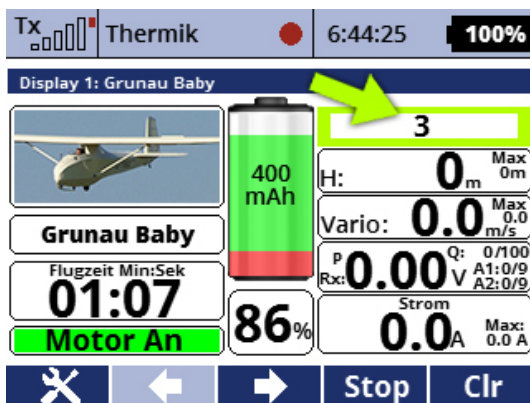 Tx Thermik 6:44:25 100%
Display 1: Grunau Baby
3
400
mAh
H: 0m Max 0m
Vario: 0.0 Max 0.0 m/s
Grunau Baby
P Rx: 0.00 V Q: 0/100 A1:0/9 A2:0/9
Flugzeit Min:Sek
01:07
Motor An
86%
Strom
0.0A Max: 0.0 A
Stop Clr